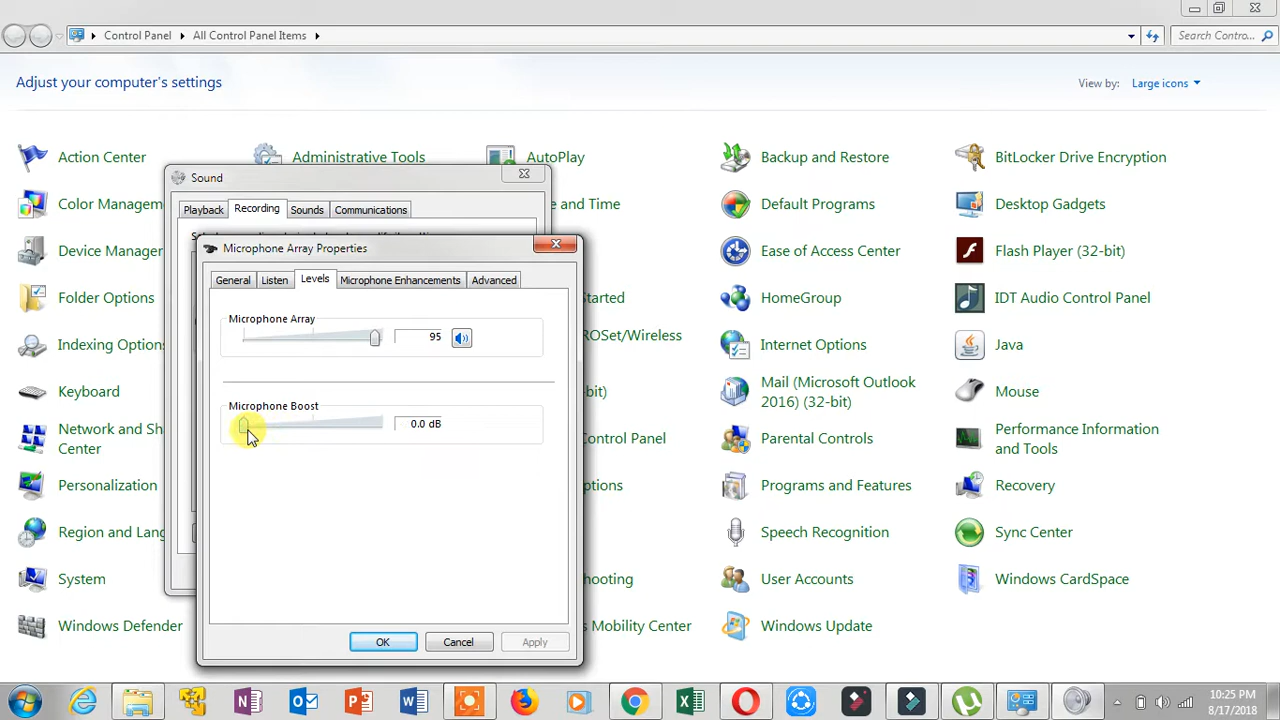 Control Panel
All Control Panel Items
Search Contro...
Adjust your computer's settings
View by: Large icons
Action Center
Administrative Tools
AutoPlay
Backup and Restore
BitLocker Drive Encryption
Color Managem
e and Time
Default Programs
Desktop Gadgets
Device Manager
Ease of Access Center
Flash Player (32-bit)
Folder Options
Started
HomeGroup
IDT Audio Control Panel
Indexing Option
ROSet/Wireless
Internet Options
Java
Keyboard
-bit)
Mail (Microsoft Outlook
2016) (32-bit)
Mouse
Network and Sh
Center
Control Panel
Parental Controls
Performance Information
and Tools
Personalization
ptions
Programs and Features
Recovery
Region and Lang
Speech Recognition
Sync Center
System
hooting
User Accounts
Windows CardSpace
Windows Defender
s Mobility Center
Windows Update
Sound
Playback
Recording
Sounds
Communications
Microphone Array Properties
General
Listen
Levels
Microphone Enhancements
Advanced
Microphone Array
95
Microphone Boost
0.0 dB
OK
Cancel
Apply
10:25 PM
8/17/2018